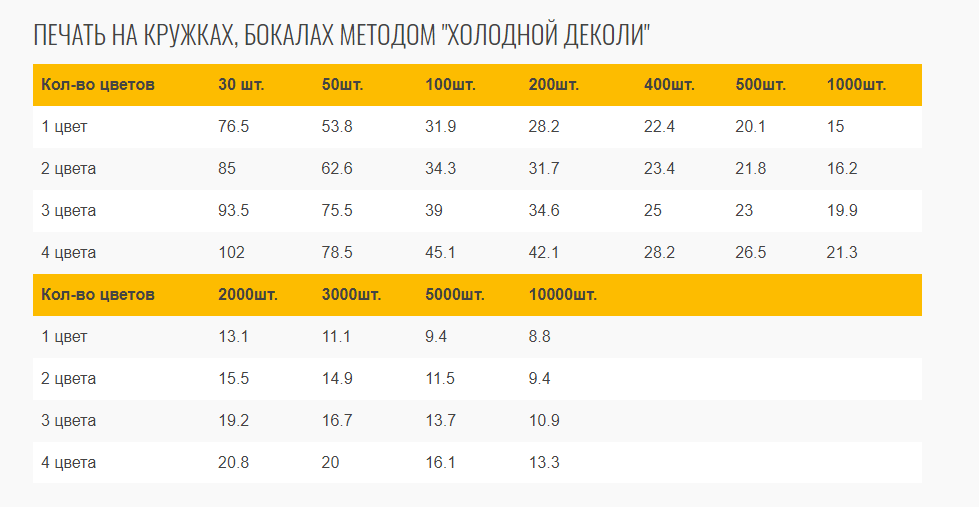 ПЕЧАТЬ НА КРУЖКАХ, БОКАЛАХ МЕТОДОМ "ХОЛОДНОЙ ДЕКОЛИ"
Кол-во цветов 30 шт. 50шт. 100шт. 200шт. 400шт. 500шт. 1000шт.
1 цвет 76.5 53.8 31.9 28.2 22.4 20.1 15
2 цвета 85 62.6 34.3 31.7 23.4 21.8 16.2
3 цвета 93.5 75.5 39 34.6 25 23 19.9
4 цвета 102 78.5 45.1 42.1 28.2 26.5 21.3
Кол-во цветов 2000шт. 3000шт. 5000шт. 10000шт.
1 цвет 13.1 11.1 9.4 8.8
2 цвета 15.5 14.9 11.5 9.4
3 цвета 19.2 16.7 13.7 10.9
4 цвета 20.8 20 16.1 13.3